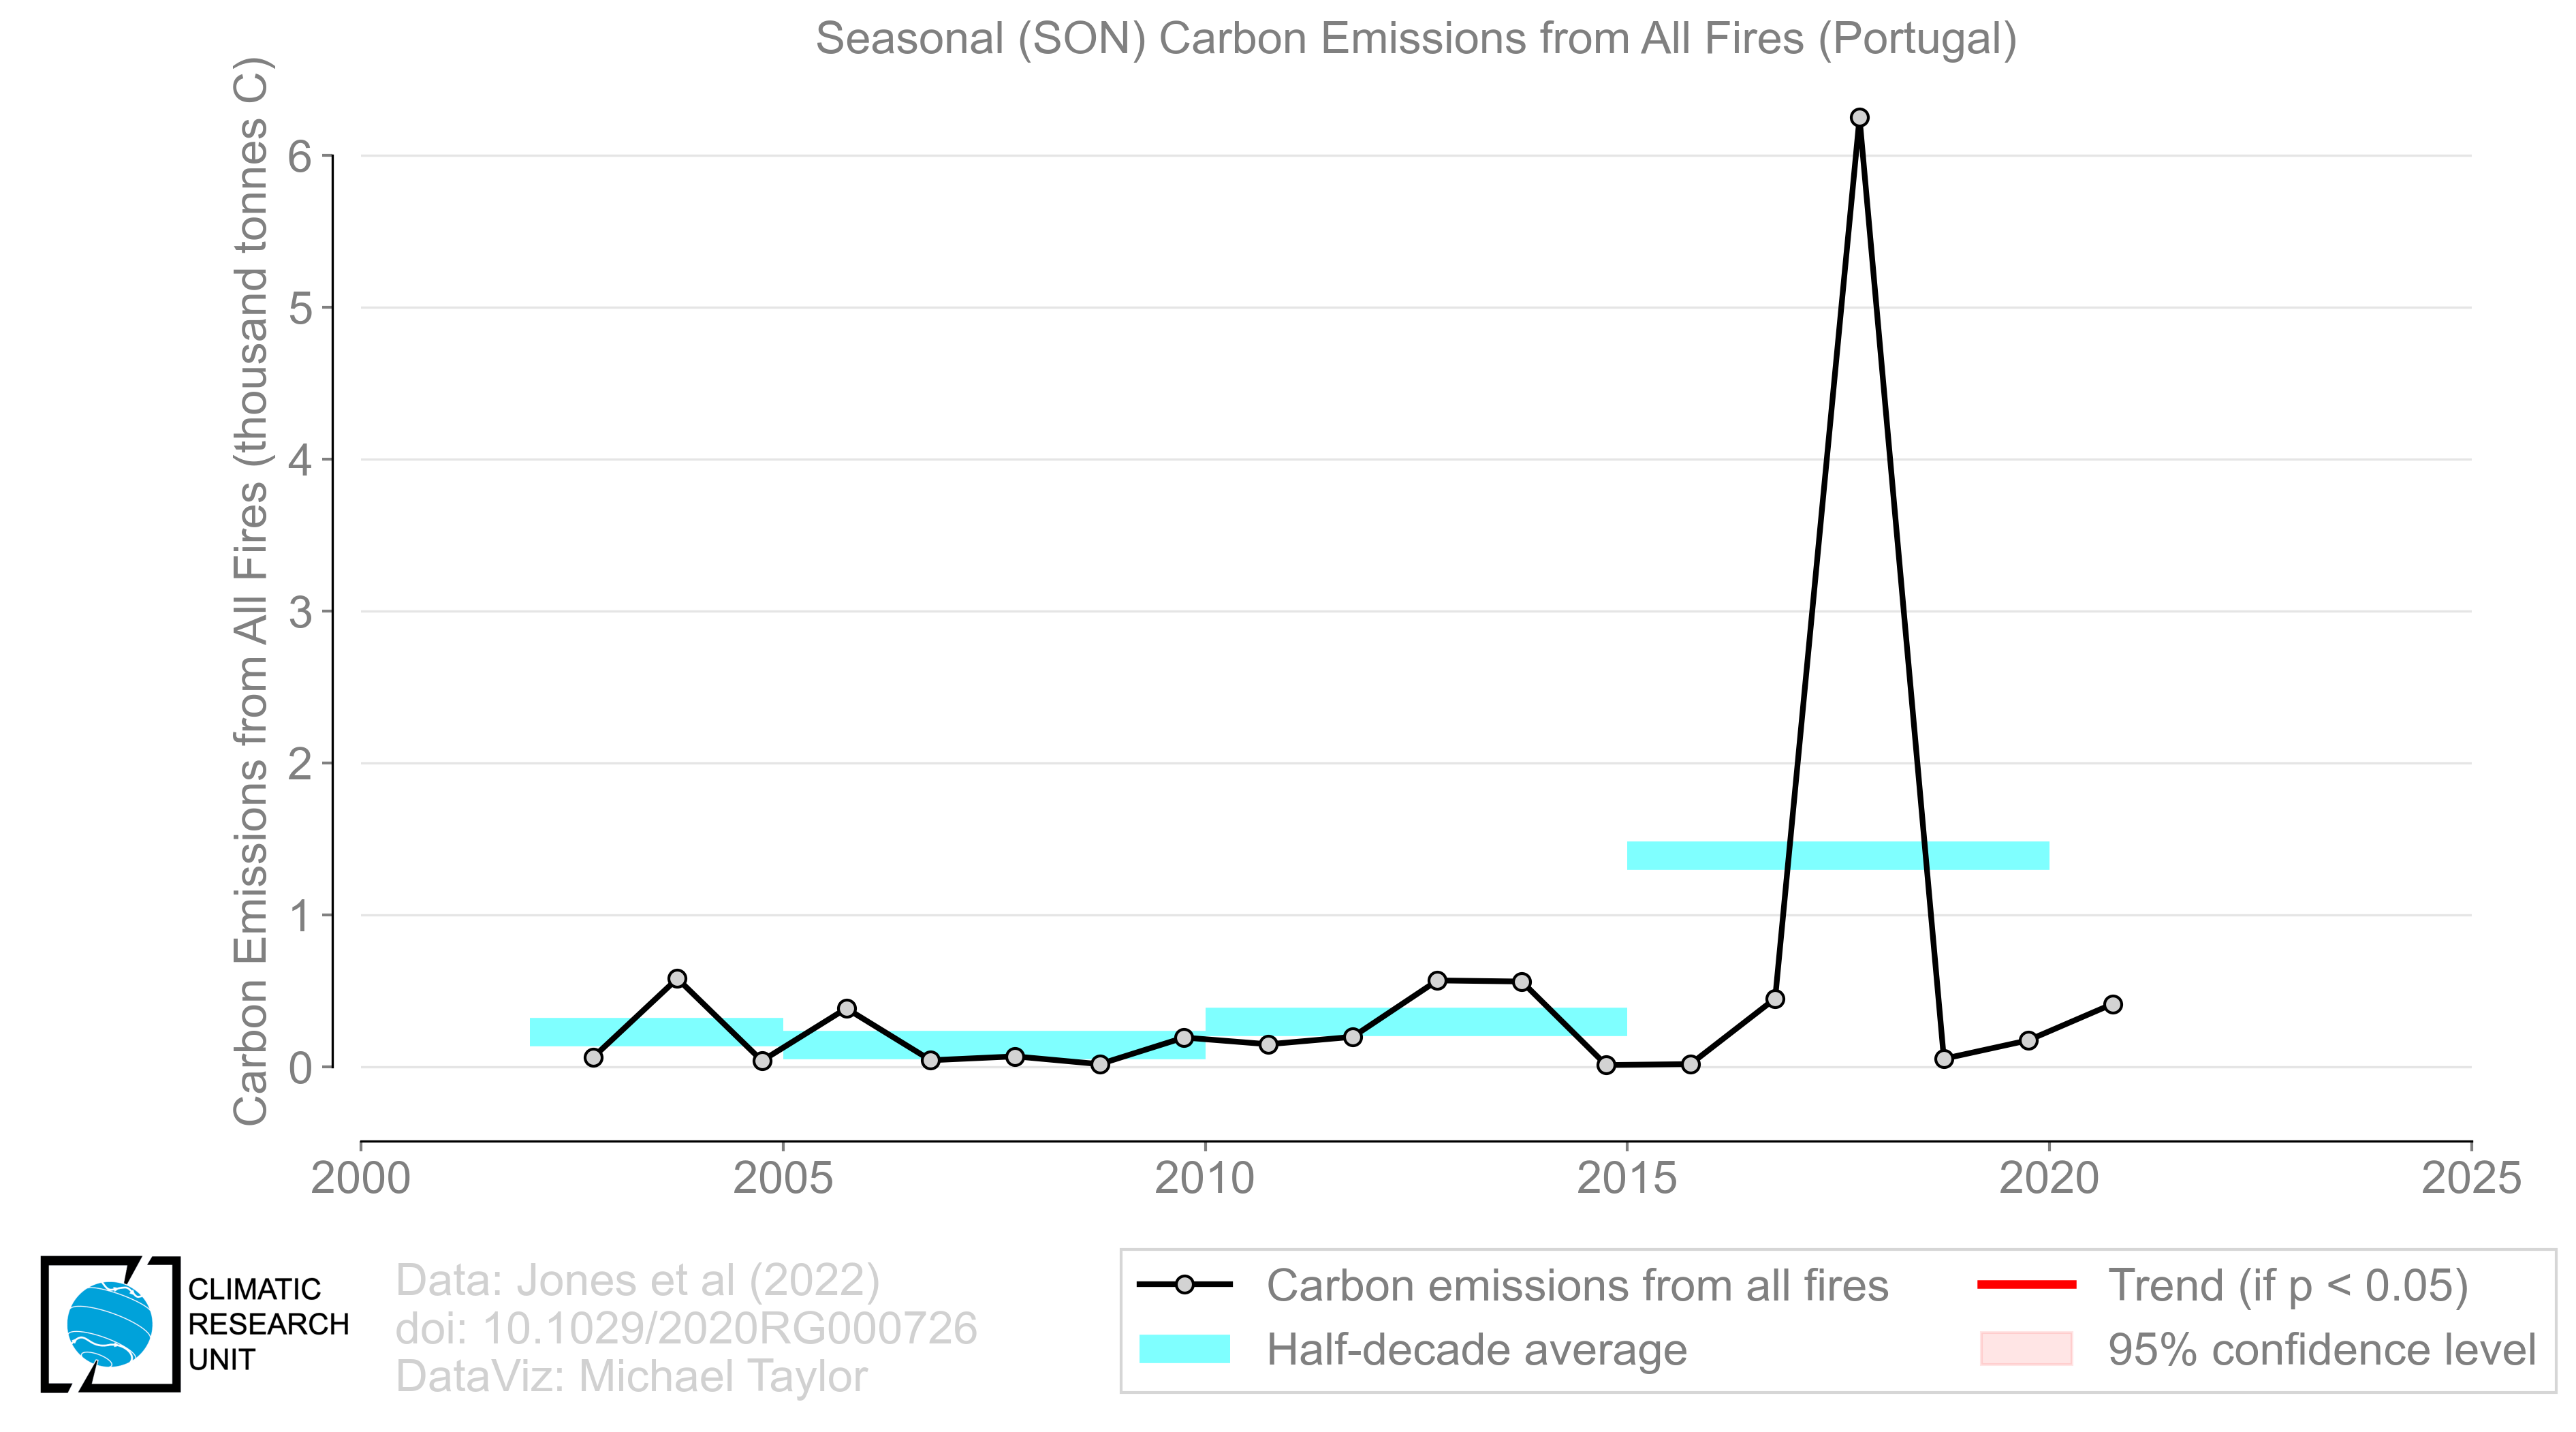 Seasonal (SON) Carbon Emissions from All Fires (Portugal)
Carbon Emissions from All Fires (thousand tonnes C)
6
5
4
3
2
1
0
2000 2005 2010 2015 2020 2025
CLIMATIC
RESEARCH
UNIT
Data: Jones et al (2022)
doi: 10.1029/2020RG000726
DataViz: Michael Taylor
Carbon emissions from all fires
Half-decade average
Trend (if p < 0.05)
95% confidence level